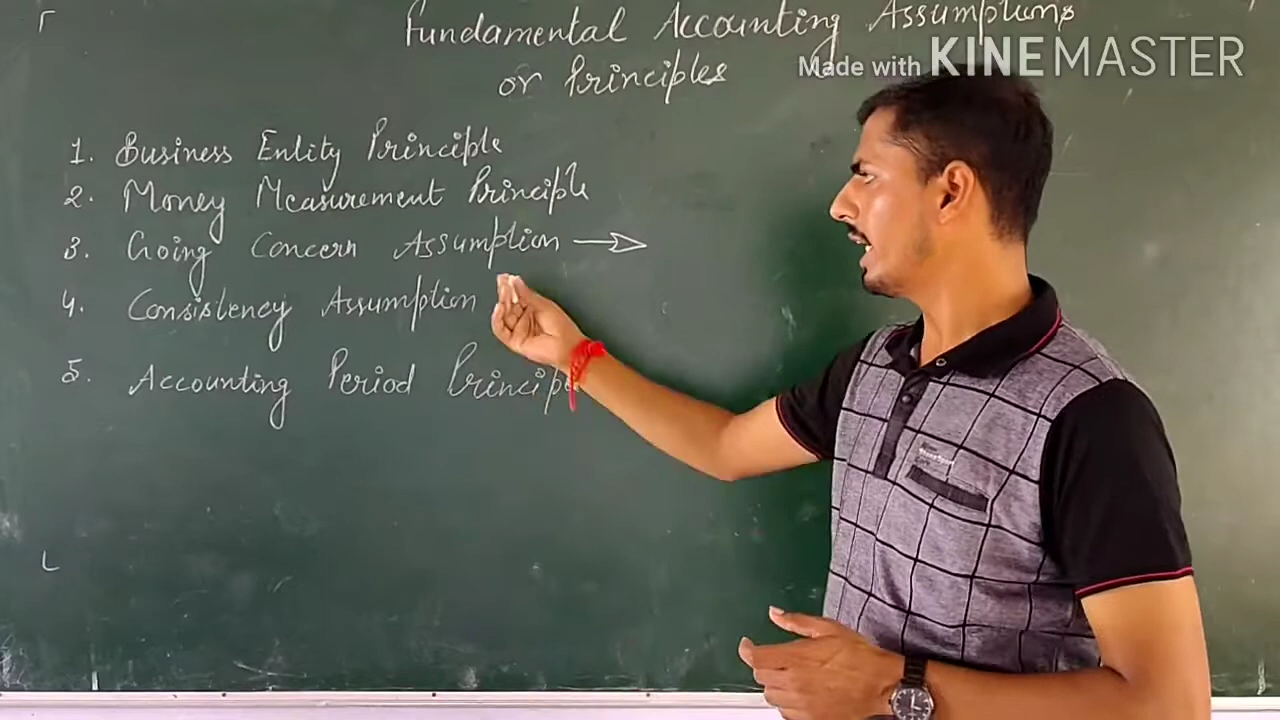 Fundamental Accounting Assumptions
or Principles
Made with KINEMASTER
1. Business Entity Principle
2. Money Measurement Principle
3. Going Concern Assumption →
4. Consistency Assumption
5. Accounting Period Principle